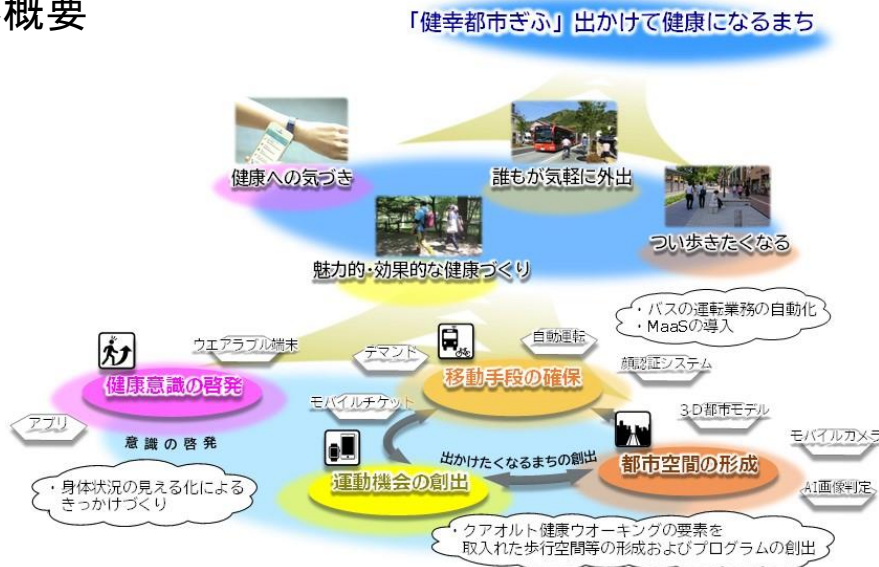 概要
「健幸都市ぎふ」出かけて健康になるまち
健康への気づき
誰もが気軽に外出
つい歩きたくなる
魅力的・効果的な健康づくり
・バスの運転業務の自動化
・MaaSの導入
ウエアラブル端末
デマンド
自動運転
顔認証システム
健康意識の啓発
移動手段の確保
モバイルチケット
3D都市モデル
アプリ
意識の啓発
モバイルカメラ
出かけたくなるまちの創出
都市空間の形成
運動機会の創出
AI画像判定
・身体状況の見える化による
きっかけづくり
・クアオルト健康ウオーキングの要素を
取入れた歩行空間等の形成およびプログラムの創出